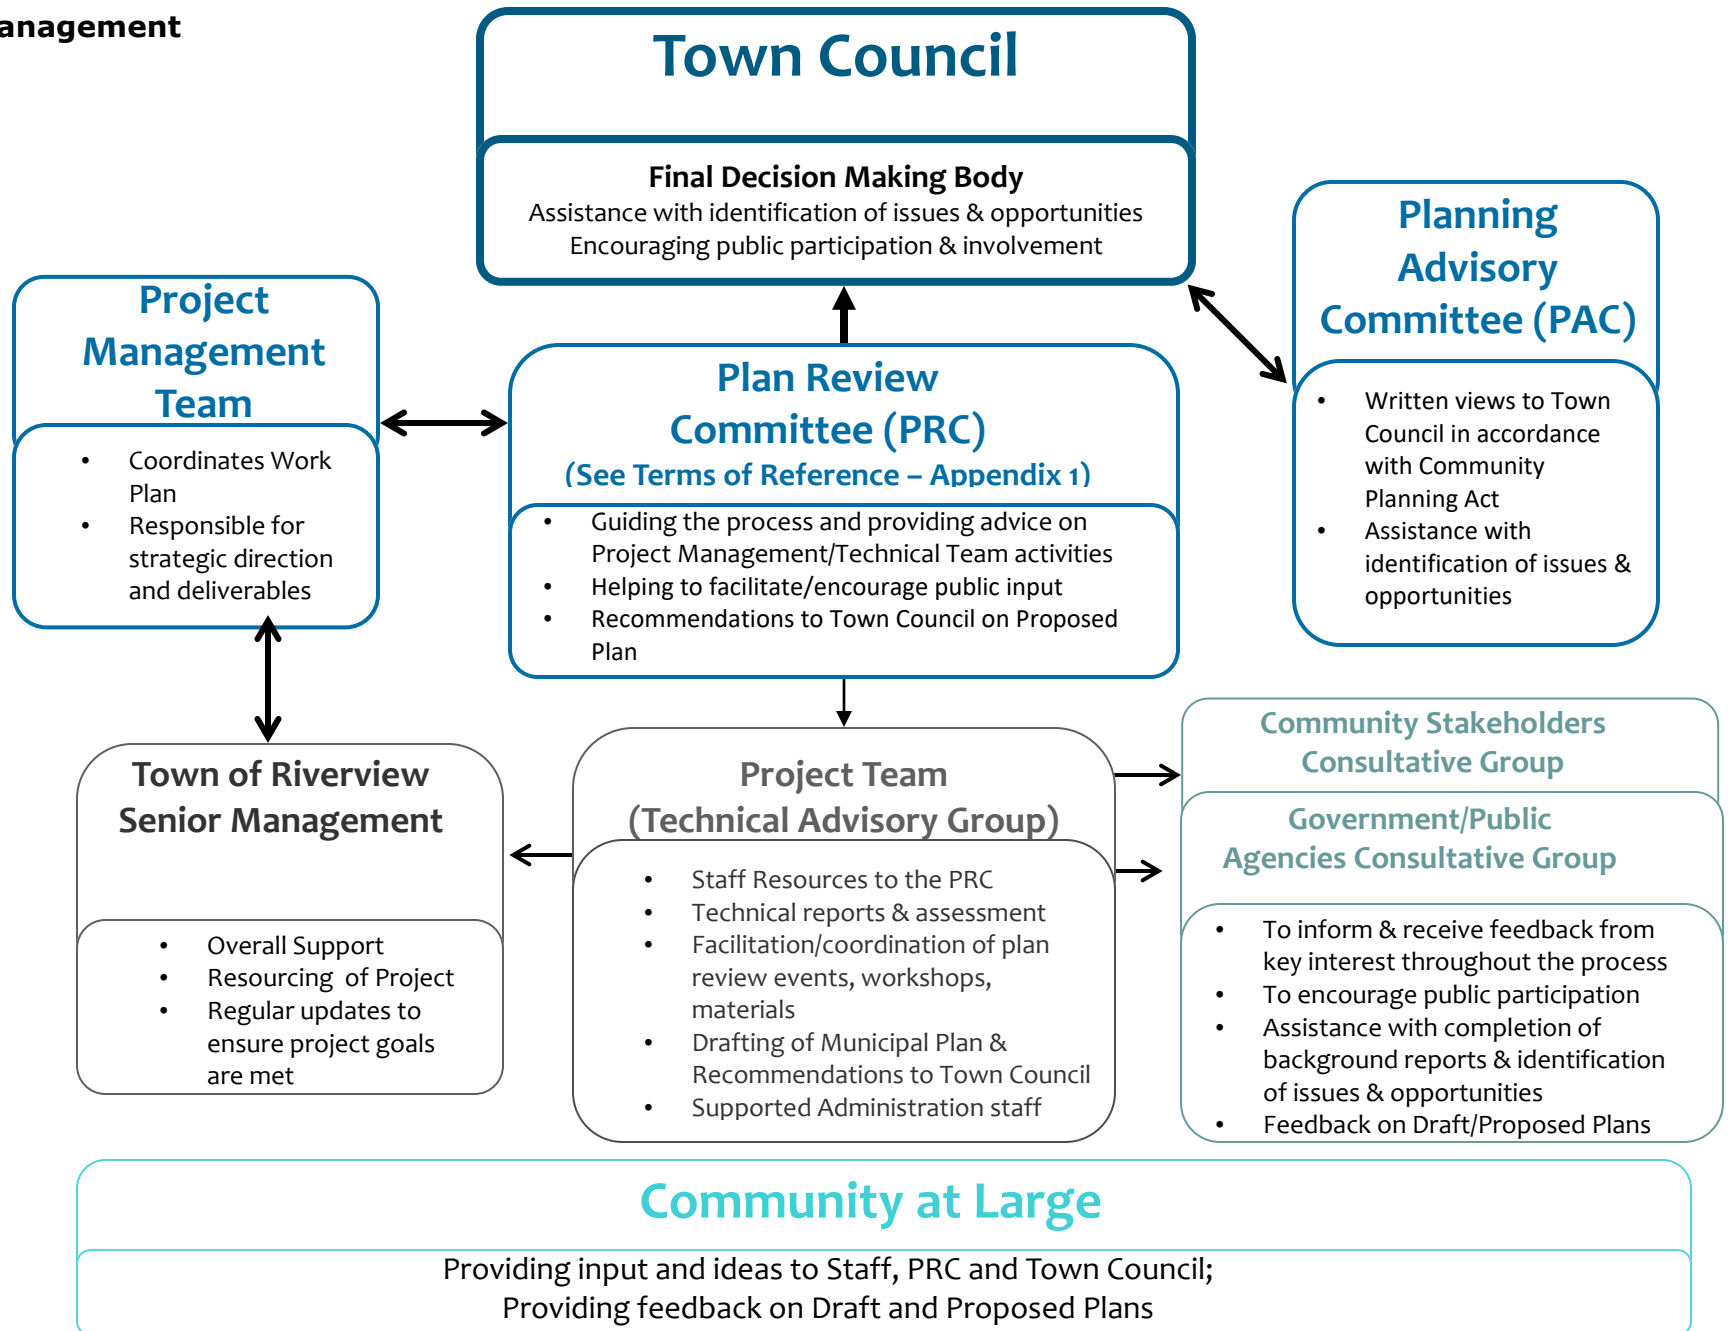 anagement
Town Council
Final Decision Making Body
Assistance with identification of issues & opportunities
Encouraging public participation & involvement
Planning
Advisory
Committee (PAC)
• Written views to Town
Council in accordance
with Community
Planning Act
• Assistance with
identification of issues &
opportunities
Project
Management
Team
• Coordinates Work
Plan
• Responsible for
strategic direction
and deliverables
Plan Review
Committee (PRC)
(See Terms of Reference – Appendix 1)
• Guiding the process and providing advice on
Project Management/Technical Team activities
• Helping to facilitate/encourage public input
• Recommendations to Town Council on Proposed
Plan
Town of Riverview
Senior Management
• Overall Support
• Resourcing of Project
• Regular updates to
ensure project goals
are met
Project Team
(Technical Advisory Group)
• Staff Resources to the PRC
• Technical reports & assessment
• Facilitation/coordination of plan
review events, workshops,
materials
• Drafting of Municipal Plan &
Recommendations to Town Council
• Supported Administration staff
Community Stakeholders
Consultative Group
Government/Public
Agencies Consultative Group
• To inform & receive feedback from
key interest throughout the process
• To encourage public participation
• Assistance with completion of
background reports & identification
of issues & opportunities
• Feedback on Draft/Proposed Plans
Community at Large
Providing input and ideas to Staff, PRC and Town Council;
Providing feedback on Draft and Proposed Plans